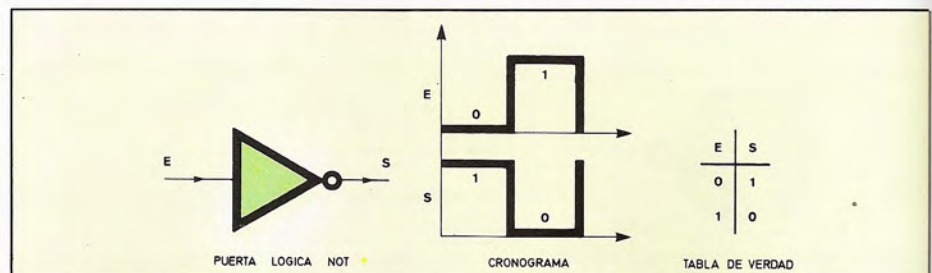 E
S
PUERTA LOGICA NOT
E
0
1
S
1
0
CRONOGRAMA
E S
0 1
1 0
TABLA DE VERDAD